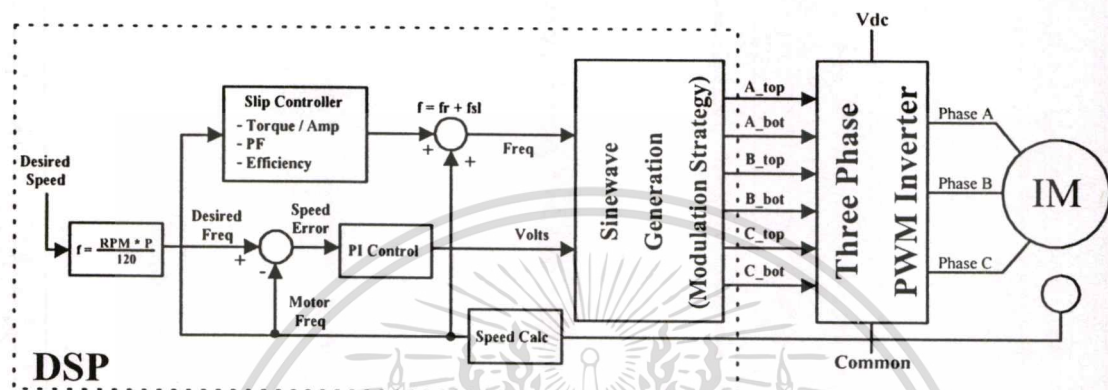 Vdc
Slip Controller
- Torque / Amp
- PF
- Efficiency
f = fr + fsl
+
+
Freq
Desired
Speed
f = RPM * P
120
Desired
Freq
+
-
Speed
Error
PI Control
Volts
Motor
Freq
Speed Calc
Sinewave
Generation
(Modulation Strategy)
A_top
A_bot
B_top
B_bot
C_top
C_bot
Three Phase
PWM Inverter
Phase A
Phase B
Phase C
IM
Common
DSP